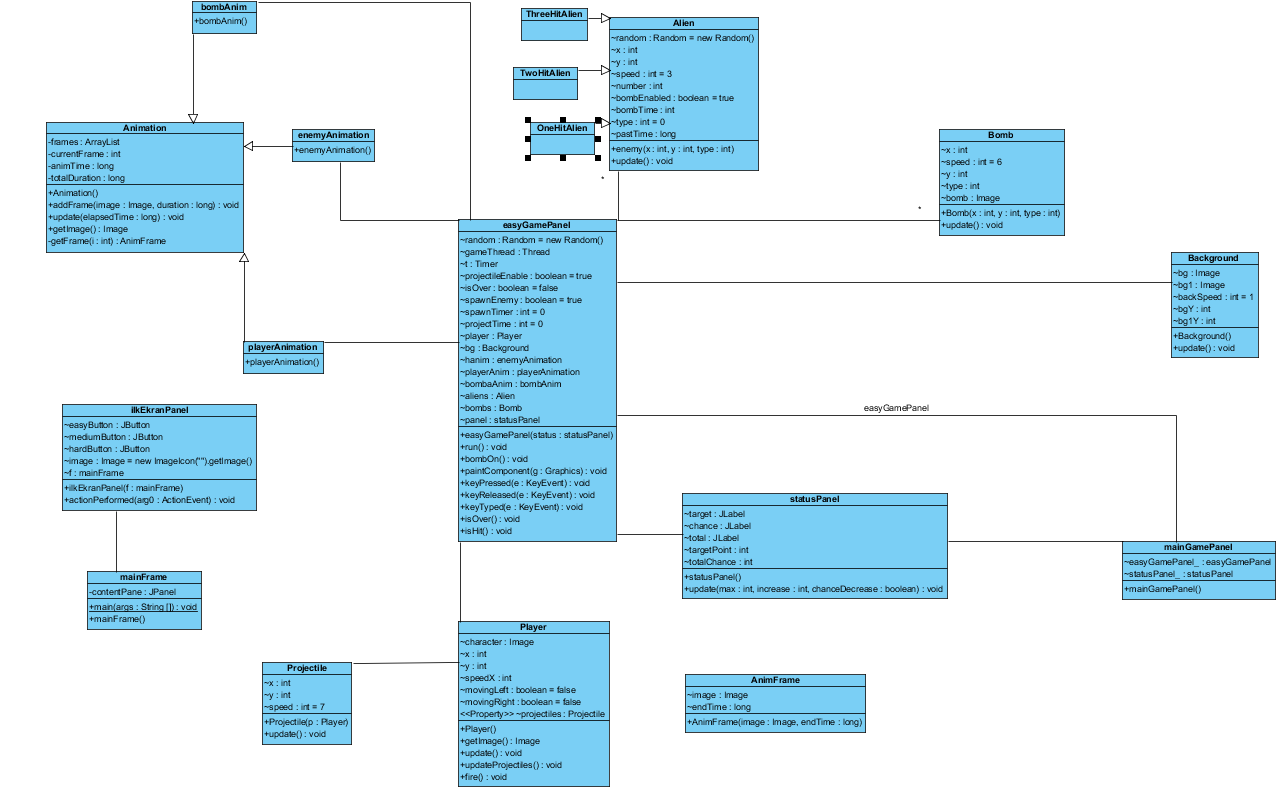 bombAnim
+bombAnim()
ThreeHitAlien
TwoHitAlien
OneHitAlien
Alien
~random : Random = new Random()
~x : int
~y : int
~speed : int = 3
~number : int
~bombEnabled : boolean = true
~bombTime : int
~type : int = 0
~pastTime : long
+enemy(x : int, y : int, type : int)
+update() : void
*
Animation
-frames : ArrayList
-currentFrame : int
-animTime : long
-totalDuration : long
+Animation()
+addFrame(image : Image, duration : long) : void
+update(elapsedTime : long) : void
+getImage() : Image
-getFrame(i : int) : AnimFrame
enemyAnimation
+enemyAnimation()
Bomb
~x : int
~speed : int = 6
~y : int
~type : int
~bomb : Image
+Bomb(x : int, y : int, type : int)
+update() : void
*
easyGamePanel
~random : Random = new Random()
~gameThread : Thread
~t : Timer
~projectileEnable : boolean = true
~isOver : boolean = false
~spawnEnemy : boolean = true
~spawnTimer : int = 0
~projectTime : int = 0
~player : Player
~bg : Background
~hanim : enemyAnimation
~playerAnim : playerAnimation
~bombaAnim : bombAnim
~aliens : Alien
~bombs : Bomb
~panel : statusPanel
+easyGamePanel(status : statusPanel)
+run() : void
+bombOn() : void
+paintComponent(g : Graphics) : void
+keyPressed(e : KeyEvent) : void
+keyReleased(e : KeyEvent) : void
+keyTyped(e : KeyEvent) : void
+isOver() : void
+isHit() : void
Background
~bg : Image
~bg1 : Image
~backSpeed : int = 1
~bgY : int
~bg1Y : int
+Background()
+update() : void
playerAnimation
+playerAnimation()
ilkEkranPanel
~easyButton : JButton
~mediumButton : JButton
~hardButton : JButton
~image : Image = new ImageIcon("").getImage()
~f : mainFrame
+ilkEkranPanel(f : mainFrame)
+actionPerformed(arg0 : ActionEvent) : void
easyGamePanel
statusPanel
~target : JLabel
~chance : JLabel
~total : JLabel
~targetPoint : int
~totalChance : int
+statusPanel()
+update(max : int, increase : int, chanceDecrease : boolean) : void
mainGamePanel
~easyGamePanel_ : easyGamePanel
~statusPanel_ : statusPanel
+mainGamePanel()
mainFrame
-contentPane : JPanel
+main(args : String []) : void
+mainFrame()
Player
~character : Image
~x : int
~y : int
~speedX : int
~movingLeft : boolean = false
~movingRight : boolean = false
<<Property>> ~projectiles : Projectile
+Player()
+getImage() : Image
+update() : void
+updateProjectiles() : void
+fire() : void
Projectile
~x : int
~y : int
~speed : int = 7
+Projectile(p : Player)
+update() : void
AnimFrame
~image : Image
~endTime : long
+AnimFrame(image : Image, endTime : long)